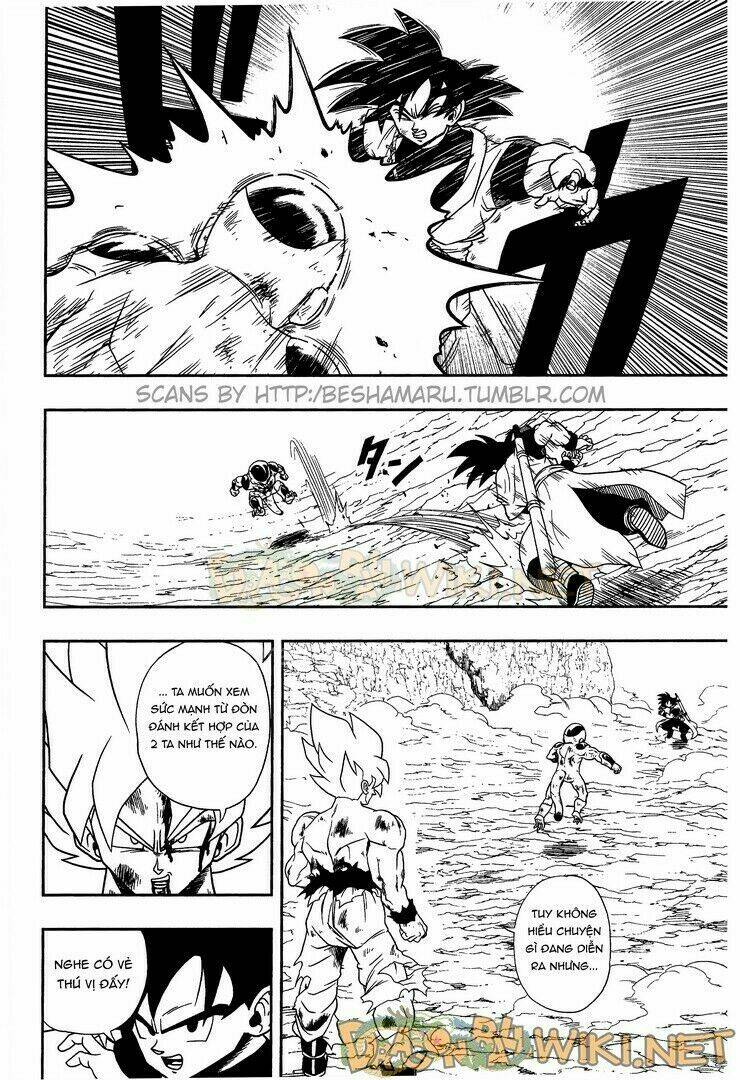 SCANS BY HTTP:/BESHAMARU.TUMBLR.COM
タン
DRAGONBALLWIKI.NET
TUY KHÔNG
HIỂU CHUYỆN
GÌ ĐANG DIỄN
RA NHƯNG...
... TA MUỐN XEM
SỨC MẠNH TỪ ĐÒN
ĐÁNH KẾT HỢP CỦA
2 TA NHƯ THẾ NÀO.
NGHE CÓ VẺ
THÚ VỊ ĐẤY!
DRAGONBALLWIKI.NET